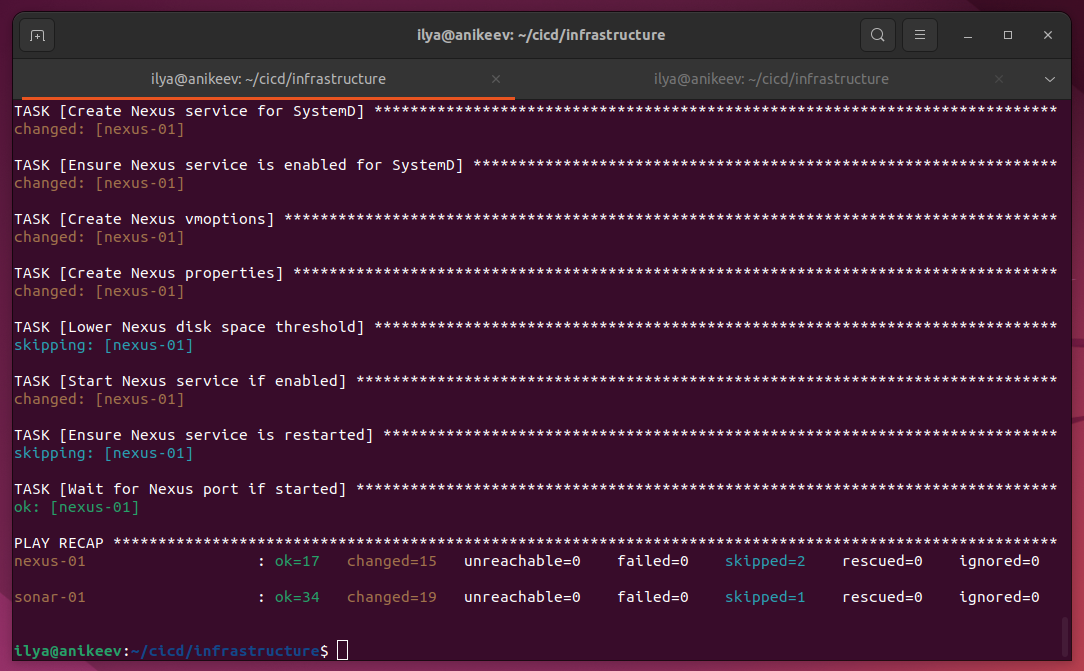 ilya@anikeev: ~/cicd/infrastructure
ilya@anikeev: ~/cicd/infrastructure ilya@anikeev: ~/cicd/infrastructure
TASK [Create Nexus service for SystemD] ****************************************************************************
changed: [nexus-01]
TASK [Ensure Nexus service is enabled for SystemD] *****************************************************************
changed: [nexus-01]
TASK [Create Nexus vmoptions] **************************************************************************************
changed: [nexus-01]
TASK [Create Nexus properties] *************************************************************************************
changed: [nexus-01]
TASK [Lower Nexus disk space threshold] ****************************************************************************
skipping: [nexus-01]
TASK [Start Nexus service if enabled] ******************************************************************************
changed: [nexus-01]
TASK [Ensure Nexus service is restarted] ***************************************************************************
skipping: [nexus-01]
TASK [Wait for Nexus port if started] ******************************************************************************
ok: [nexus-01]
PLAY RECAP *********************************************************************************************************
nexus-01                   : ok=17   changed=15   unreachable=0    failed=0    skipped=2    rescued=0    ignored=0
sonar-01                   : ok=34   changed=19   unreachable=0    failed=0    skipped=1    rescued=0    ignored=0
ilya@anikeev:~/cicd/infrastructure$